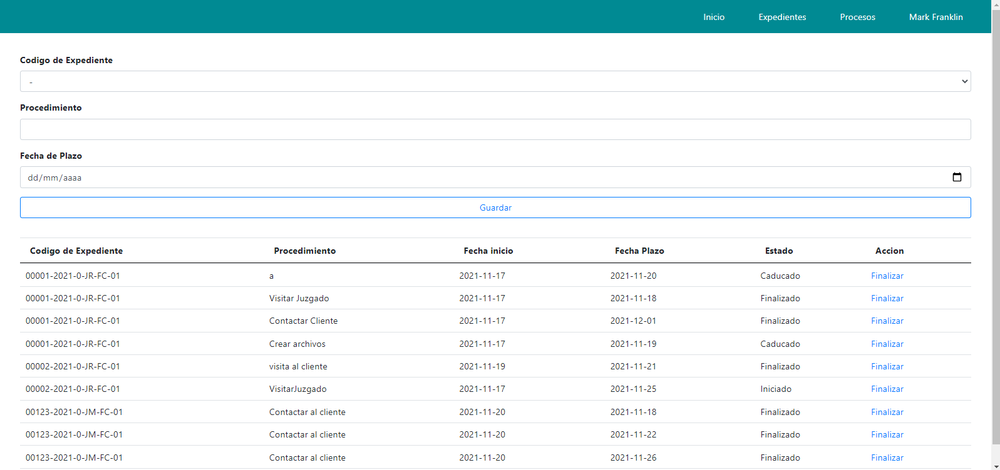 Inicio Expedientes Procesos Mark Franklin
Codigo de Expediente
-
Procedimiento
Fecha de Plazo
dd/mm/aaaa
Guardar
Codigo de Expediente Procedimiento Fecha inicio Fecha Plazo Estado Accion
00001-2021-0-JR-FC-01 a 2021-11-17 2021-11-20 Caducado Finalizar
00001-2021-0-JR-FC-01 Visitar Juzgado 2021-11-17 2021-11-18 Finalizado Finalizar
00001-2021-0-JR-FC-01 Contactar Cliente 2021-11-17 2021-12-01 Finalizado Finalizar
00001-2021-0-JR-FC-01 Crear archivos 2021-11-17 2021-11-19 Caducado Finalizar
00002-2021-0-JR-FC-01 visita al cliente 2021-11-19 2021-11-21 Finalizado Finalizar
00002-2021-0-JR-FC-01 VisitarJuzgado 2021-11-17 2021-11-25 Iniciado Finalizar
00123-2021-0-JM-FC-01 Contactar al cliente 2021-11-20 2021-11-18 Finalizado Finalizar
00123-2021-0-JM-FC-01 Contactar al cliente 2021-11-20 2021-11-22 Finalizado Finalizar
00123-2021-0-JM-FC-01 Contactar al cliente 2021-11-20 2021-11-26 Finalizado Finalizar